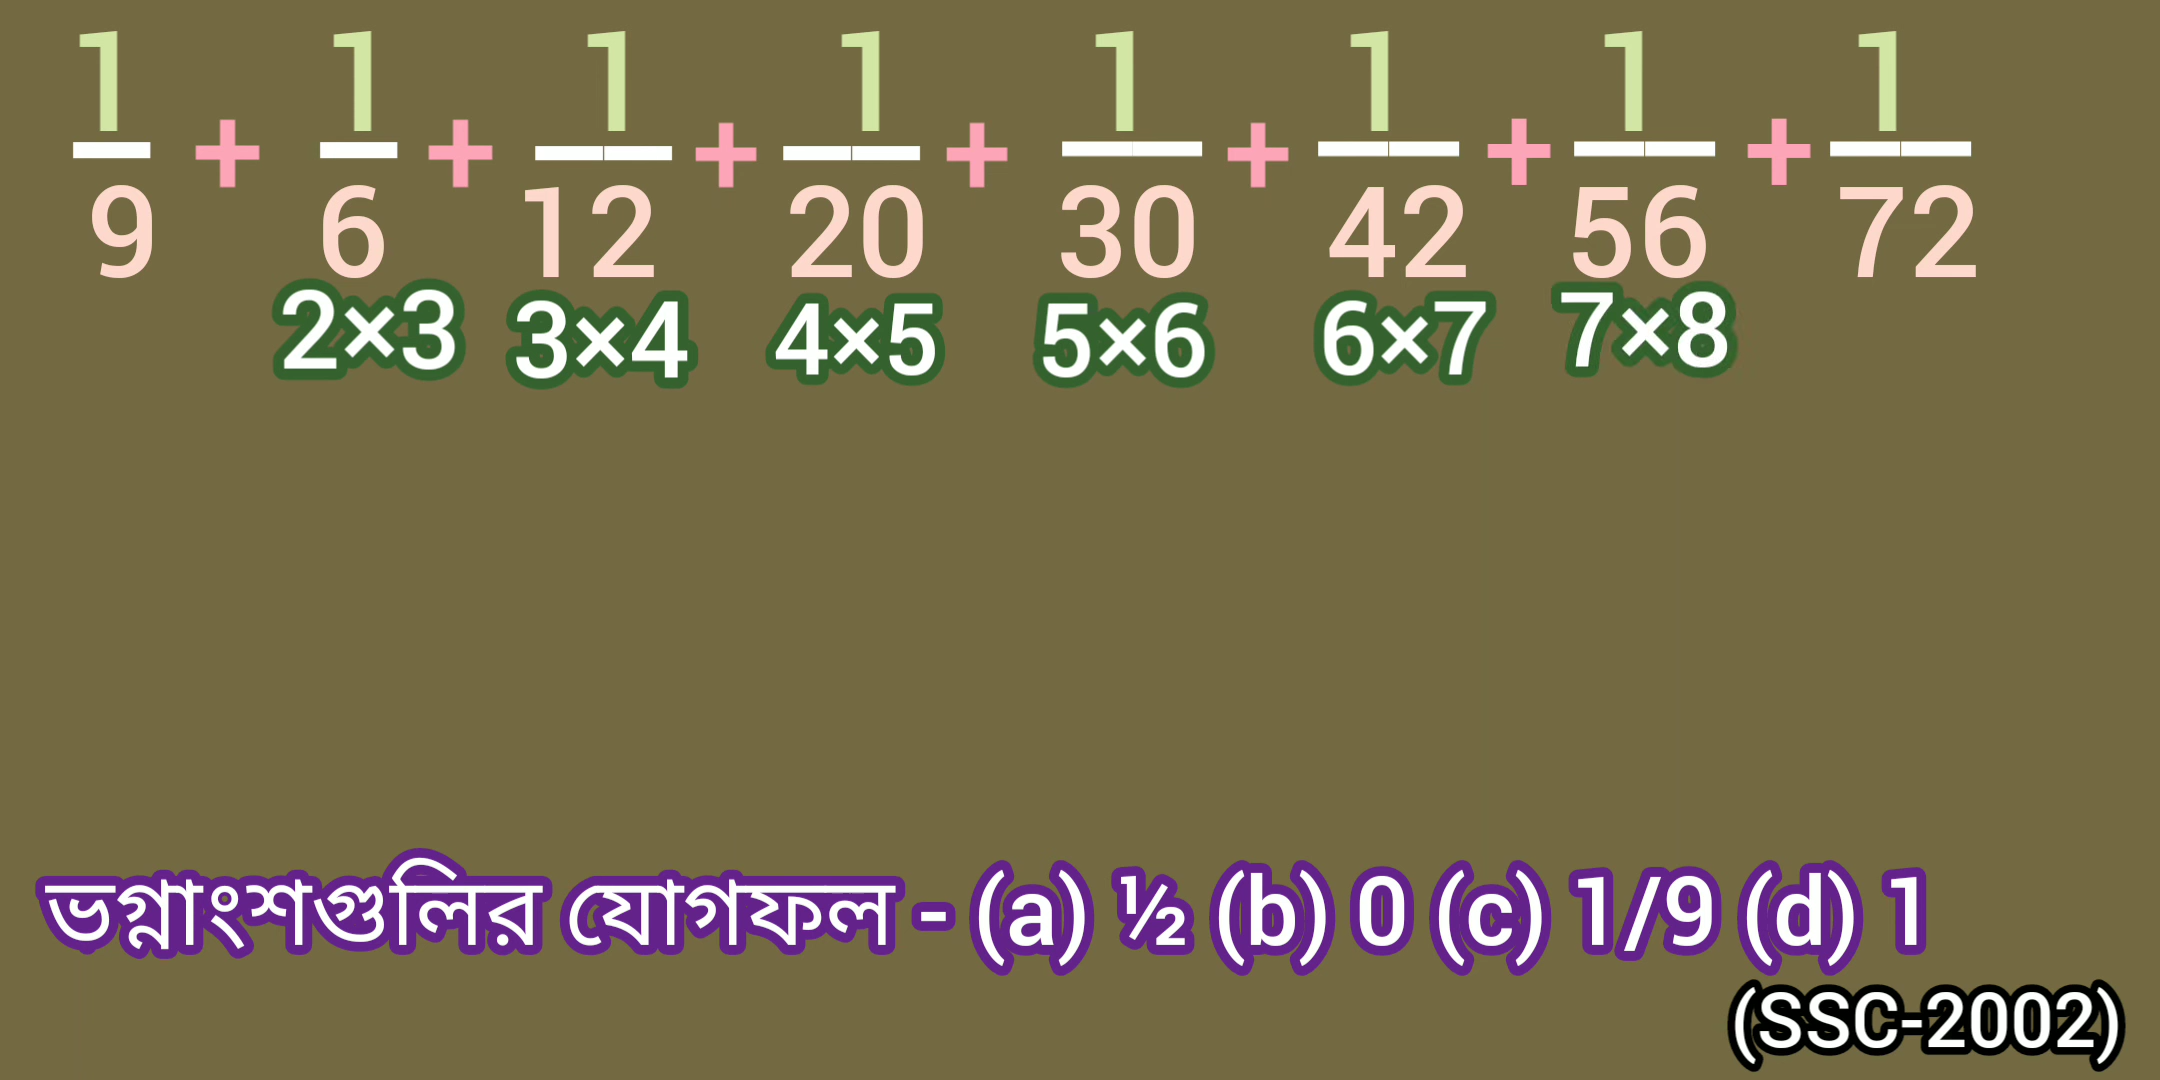 1/9 + 1/6 + 1/12 + 1/20 + 1/30 + 1/42 + 1/56 + 1/72
2×3 3×4 4×5 5×6 6×7 7×8
ভগ্নাংশগুলির যোগফল - (a) ½ (b) 0 (c) 1/9 (d) 1
(SSC-2002)